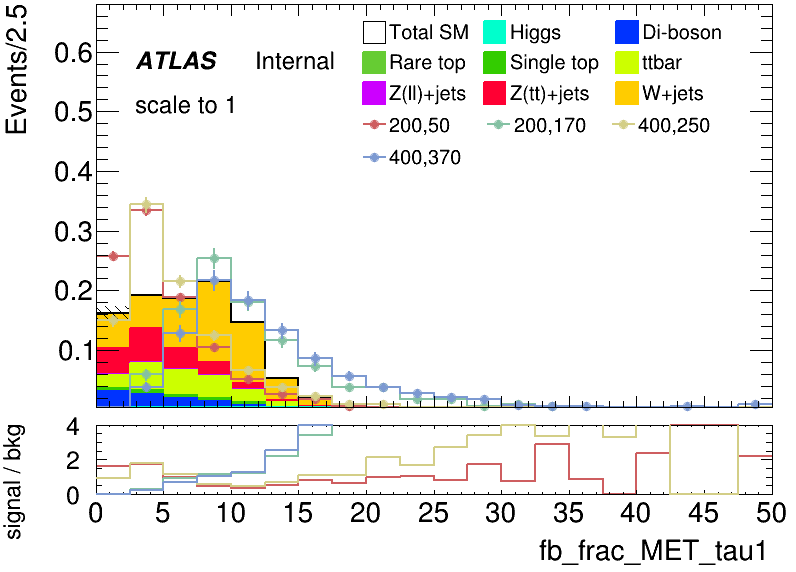 Events/2.5
0.6
0.5
0.4
0.3
0.2
0.1
ATLAS Internal
scale to 1
Total SM Higgs Di-boson
Rare top Single top ttbar
Z(ll)+jets Z(tt)+jets W+jets
200,50 200,170 400,250
400,370
signal / bkg
4
2
0
0 5 10 15 20 25 30 35 40 45 50
fb_frac_MET_tau1